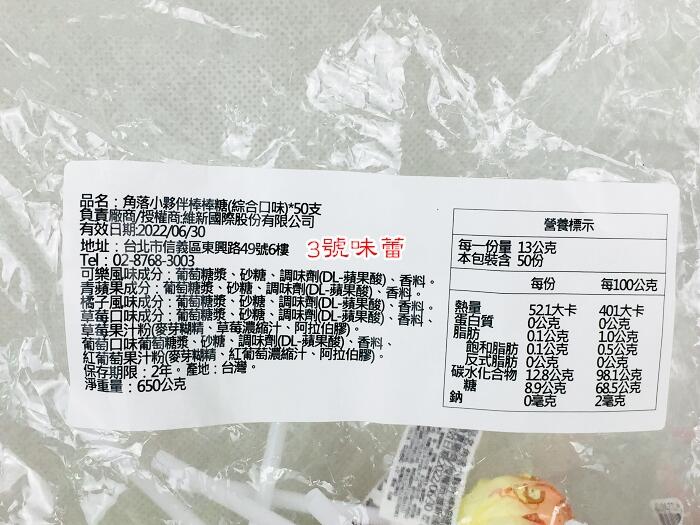 品名：角落小夥伴棒棒糖(綜合口味)*50支
負責廠商/授權商:維新國際股份有限公司
有效日期:2022/06/30
地址：台北市信義區東興路49號6樓
Tel：02-8768-3003
可樂風味成分：葡萄糖漿、砂糖、調味劑(DL-蘋果酸)、香料。
青蘋果成分：葡萄糖漿、砂糖、調味劑(DL-蘋果酸)、香料。
橘子風味成分：葡萄糖漿、砂糖、調味劑(DL-蘋果酸)、香料。
草莓口味成分：葡萄糖漿、砂糖、調味劑(DL-蘋果酸)、香料、
草莓果汁粉(麥芽糊精、草莓濃縮汁、阿拉伯膠)。
葡萄口味葡萄糖漿、砂糖、調味劑(DL-蘋果酸)、香料、
紅葡萄果汁粉(麥芽糊精、紅葡萄濃縮汁、阿拉伯膠)。
保存期限：2年。產地：台灣。
淨重量：650公克
3號味蕾
營養標示
每一份量 13公克
本包裝含 50份
每份 每100公克
熱量 52.1大卡 401大卡
蛋白質 0公克 0公克
脂肪 0.1公克 1.0公克
飽和脂肪 0.1公克 0.5公克
反式脂肪 0公克 0公克
碳水化合物 12.8公克 98.1公克
糖 8.9公克 68.5公克
鈉 0毫克 2毫克